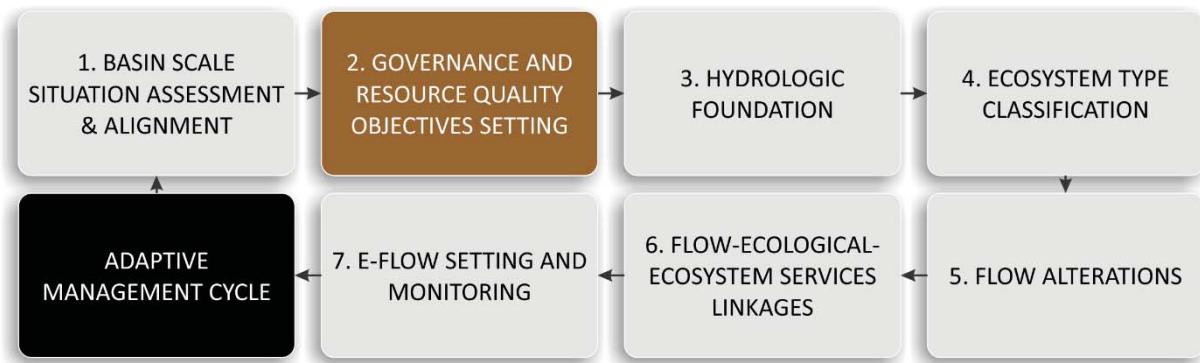 1. BASIN SCALE
SITUATION ASSESSMENT
& ALIGNMENT
2. GOVERNANCE AND
RESOURCE QUALITY
OBJECTIVES SETTING
3. HYDROLOGIC
FOUNDATION
4. ECOSYSTEM TYPE
CLASSIFICATION
5. FLOW ALTERATIONS
6. FLOW-ECOLOGICAL-
ECOSYSTEM SERVICES
LINKAGES
7. E-FLOW SETTING AND
MONITORING
ADAPTIVE
MANAGEMENT CYCLE